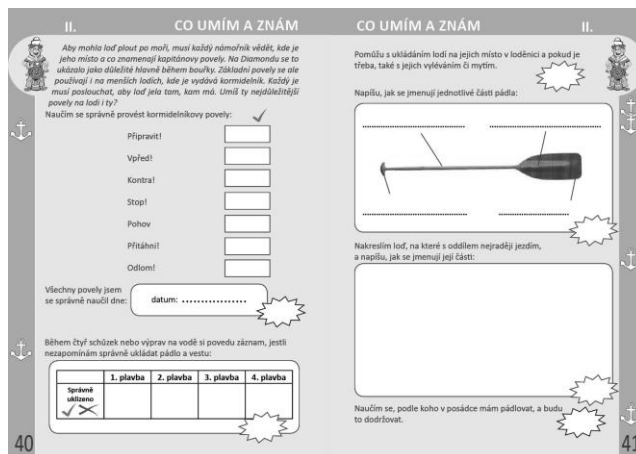 II.
CO UMÍM A ZNÁM
Aby mohla loď plout po moři, musí každý námořník vědět, kde je
jeho místo a co znamenají kapitánovy povely. Na Diamondu se to
ukázalo jako důležité hlavně během bouřky. Základní povely se ale
používají i na menších lodích, kde je vydává kormidelník. Každý je
musí poslouchat, aby loď jela tam, kam má. Umíš ty nejdůležitější
povely na lodi i ty?
Naučím se správně provést kormidelníkovy povely:
Připravit!
Vpřed!
Kontra!
Stop!
Pohov
Přitáhni!
Odlom!
Všechny povely jsem
se správně naučil dne:
datum: ................
Během čtyř schůzek nebo výprav na vodě si povedu záznam, jestli
nezapomínám správně ukládat pádlo a vestu:
1. plavba 2. plavba 3. plavba 4. plavba
Správně
uklizeno
40
CO UMÍM A ZNÁM
II.
Pomůžu s ukládáním lodí na jejich místo v loděnici a pokud je
třeba, také s jejich vyléváním či mytím.
Napíšu, jak se jmenují jednotlivé části pádla:
Nakreslím loď, na které s oddílem nejraději jezdím,
a napíšu, jak se jmenují její části:
Naučím se, podle koho v posádce mám pádlovat, a budu
to dodržovat.
41